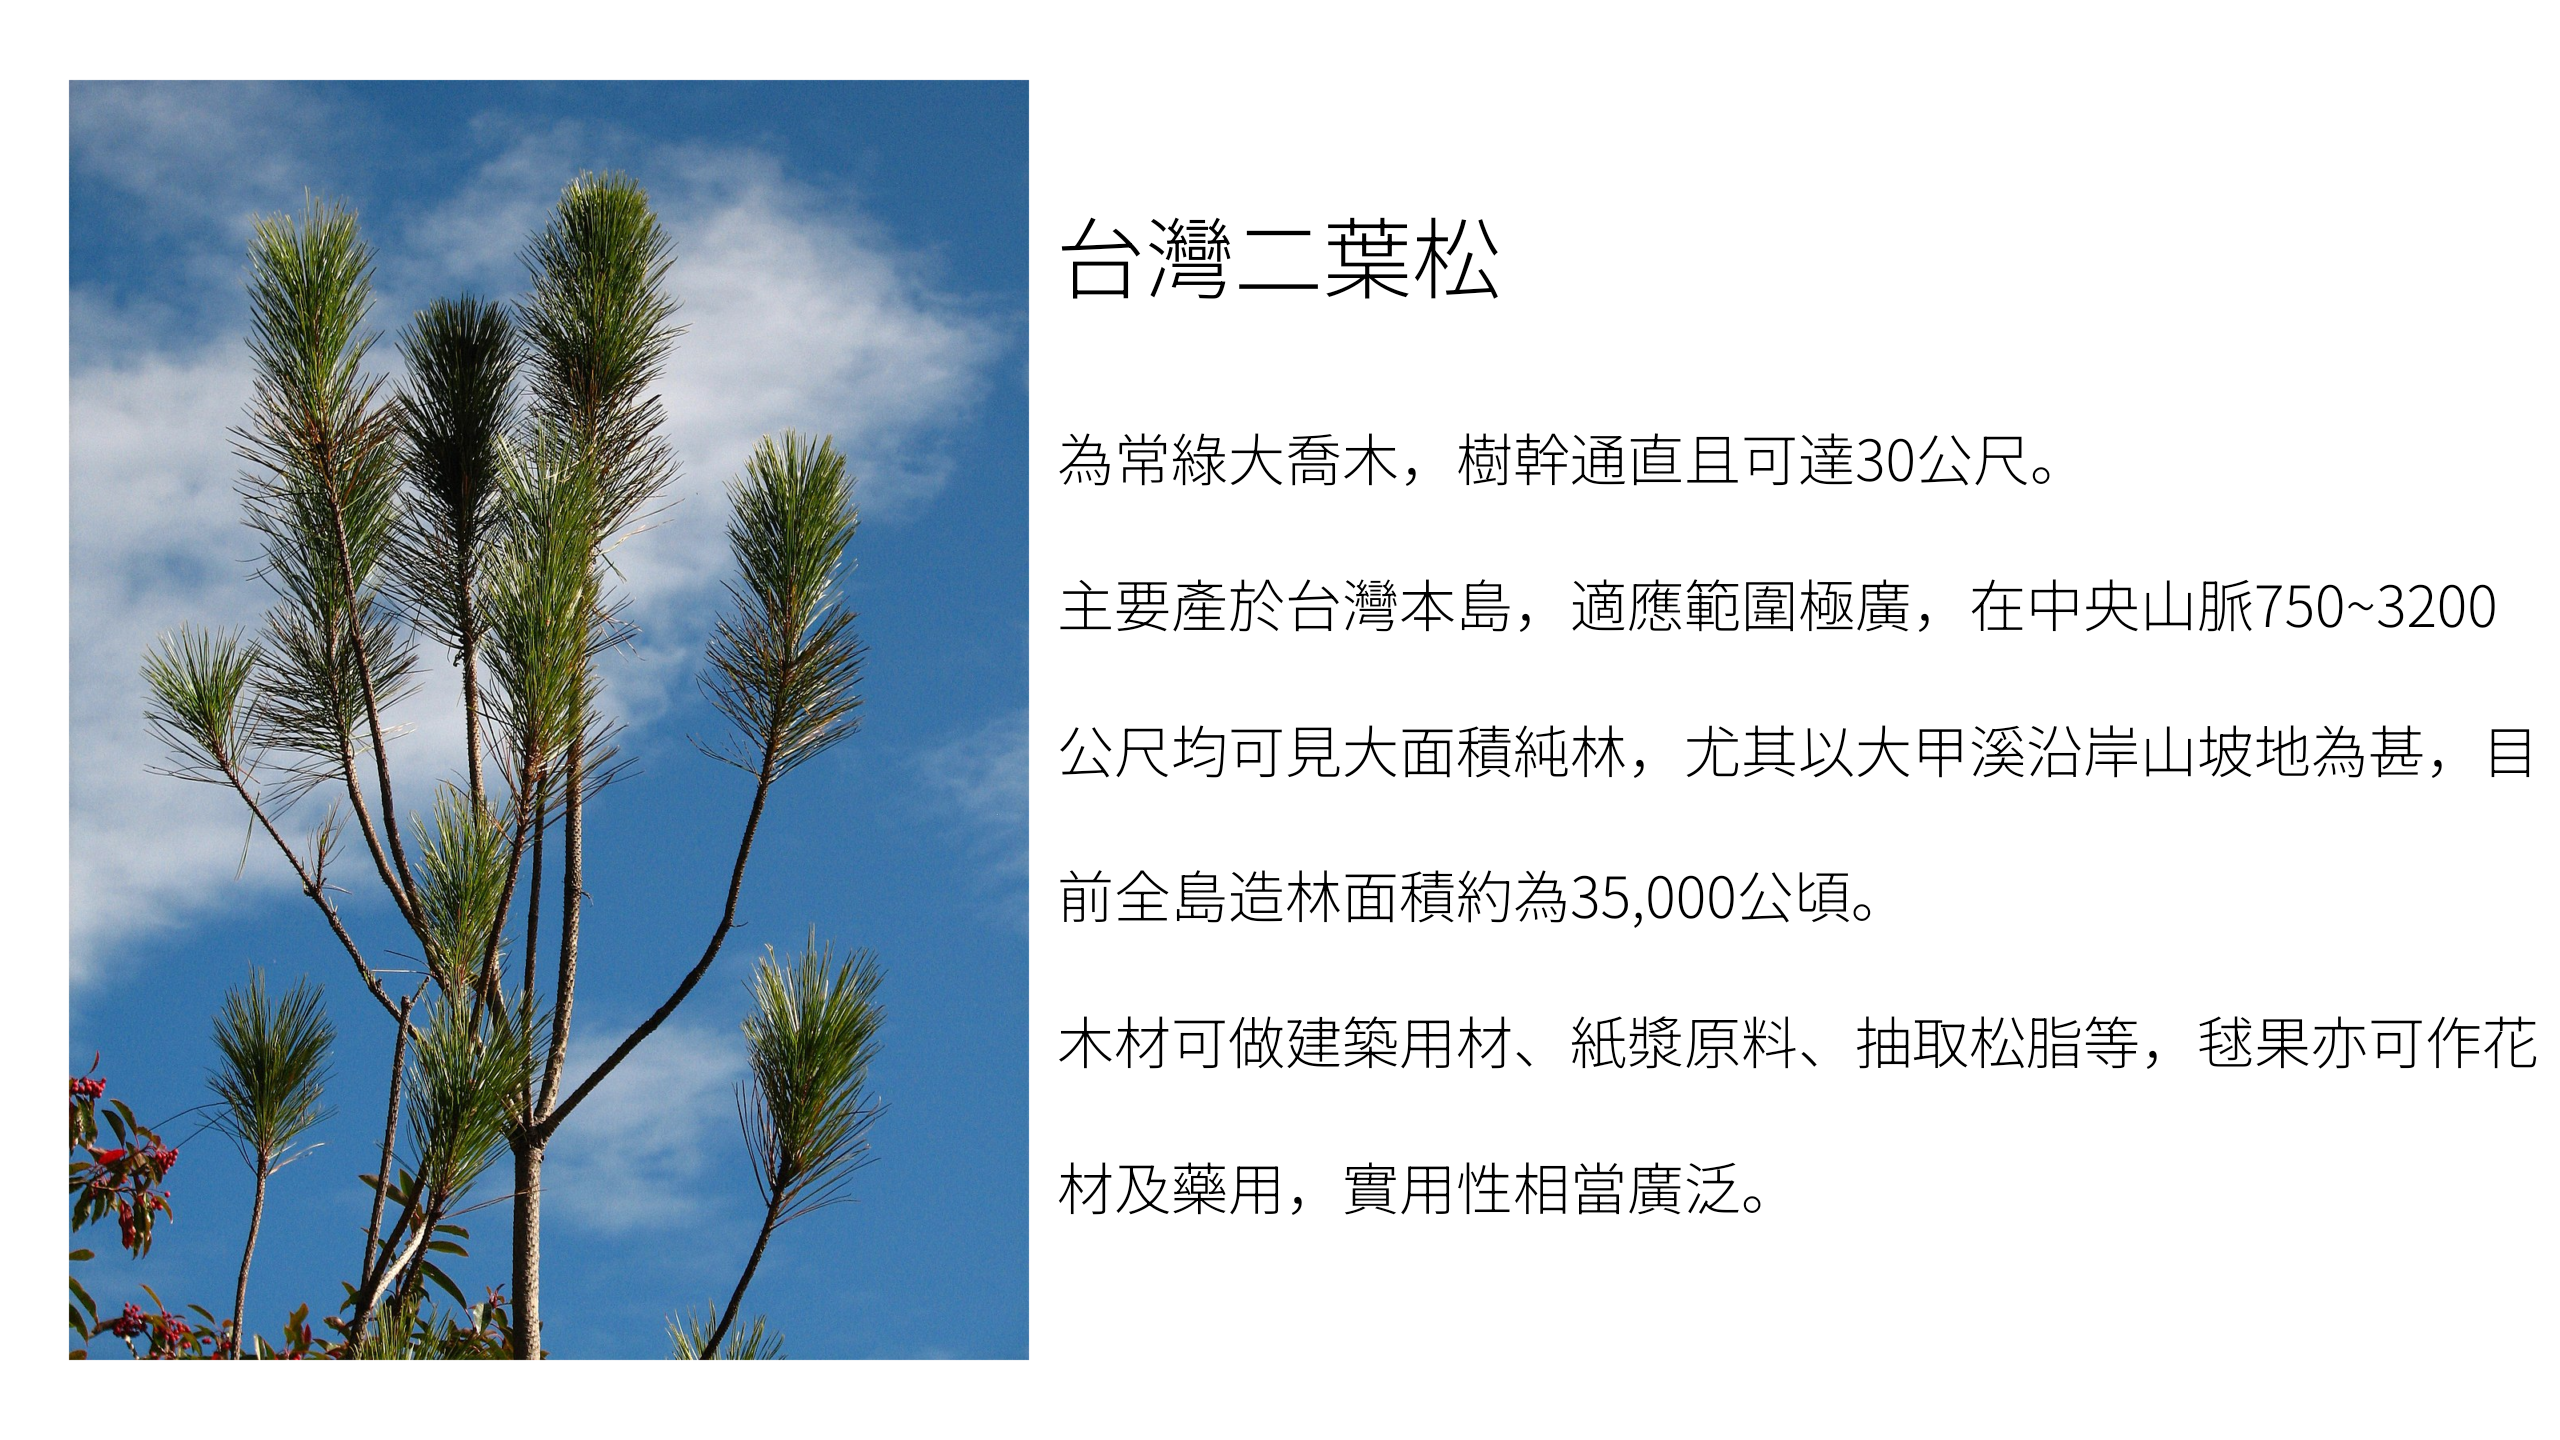 台灣二葉松
為常綠大喬木，樹幹通直且可達30公尺。
主要產於台灣本島，適應範圍極廣，在中央山脈750~3200
公尺均可見大面積純林，尤其以大甲溪沿岸山坡地為甚，目
前全島造林面積約為35,000公頃。
木材可做建築用材、紙漿原料、抽取松脂等，毬果亦可作花
材及藥用，實用性相當廣泛。